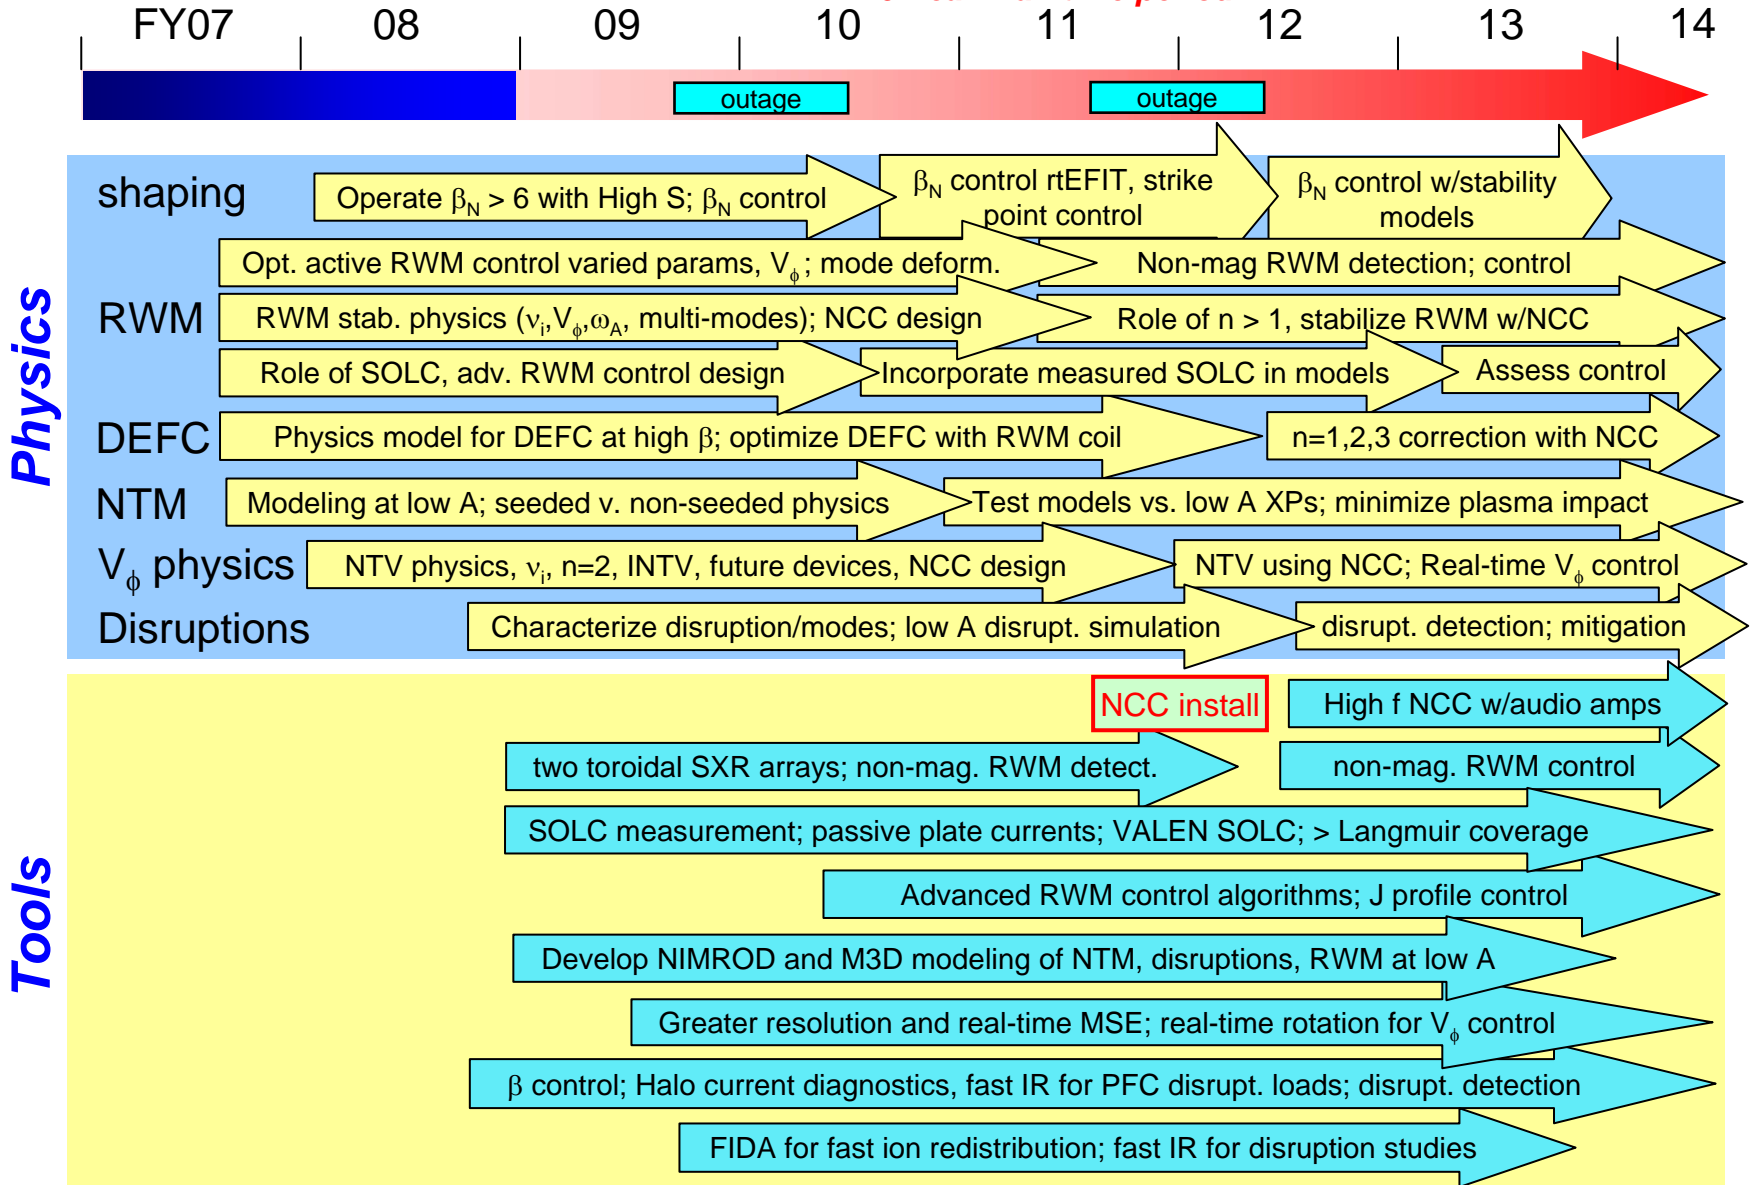 FY07 08 09 10 11 12 13 14
outage outage
Physics
shaping
Operate βN > 6 with High S; βN control
βN control rtEFIT, strike
point control
βN control w/stability
models
Opt. active RWM control varied params, Vϕ; mode deform.
Non-mag RWM detection; control
RWM
RWM stab. physics (νi,Vϕ,ωA, multi-modes); NCC design
Role of n > 1, stabilize RWM w/NCC
Role of SOLC, adv. RWM control design
Incorporate measured SOLC in models
Assess control
DEFC
Physics model for DEFC at high β; optimize DEFC with RWM coil
n=1,2,3 correction with NCC
NTM
Modeling at low A; seeded v. non-seeded physics
Test models vs. low A XPs; minimize plasma impact
Vϕ physics
NTV physics, νi, n=2, INTV, future devices, NCC design
NTV using NCC; Real-time Vϕ control
Disruptions
Characterize disruption/modes; low A disrupt. simulation
disrupt. detection; mitigation
Tools
NCC install
High f NCC w/audio amps
two toroidal SXR arrays; non-mag. RWM detect.
non-mag. RWM control
SOLC measurement; passive plate currents; VALEN SOLC; > Langmuir coverage
Advanced RWM control algorithms; J profile control
Develop NIMROD and M3D modeling of NTM, disruptions, RWM at low A
Greater resolution and real-time MSE; real-time rotation for Vϕ control
β control; Halo current diagnostics, fast IR for PFC disrupt. loads; disrupt. detection
FIDA for fast ion redistribution; fast IR for disruption studies